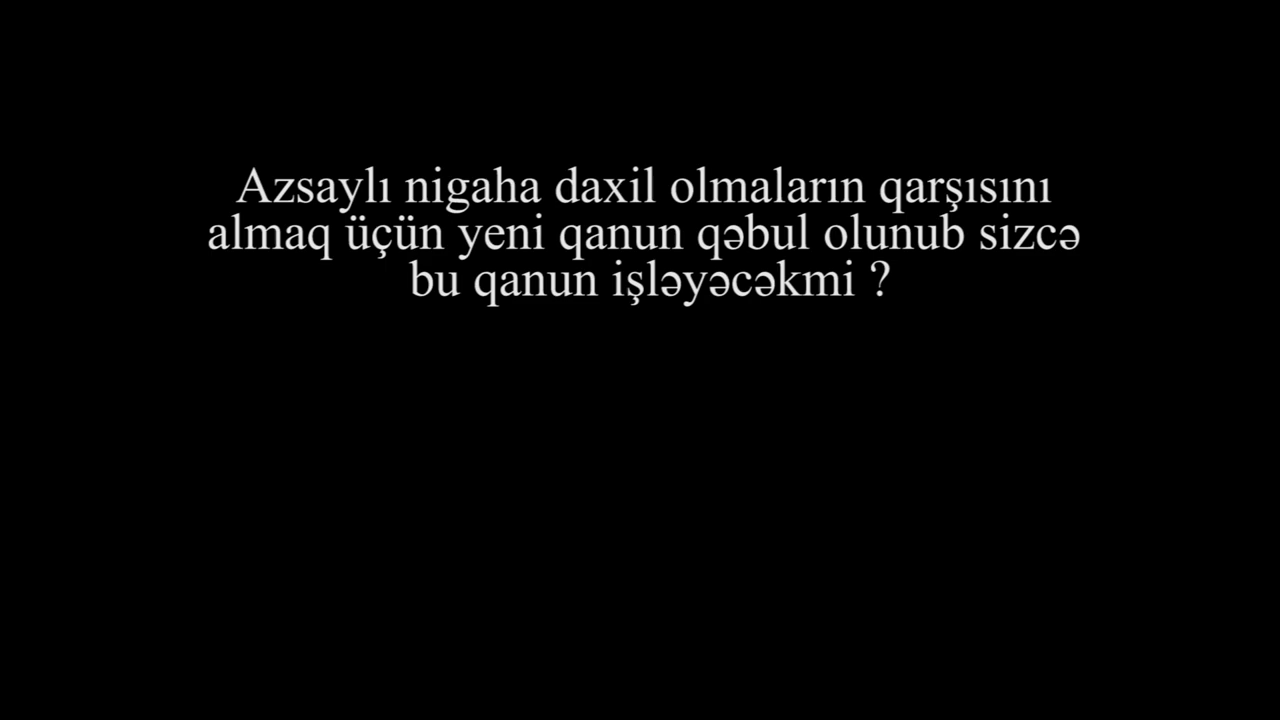 Azsaylı nigaha daxil olmaların qarşısını
almaq üçün yeni qanun qəbul olunub sizcə
bu qanun işləyəcəkmi ?